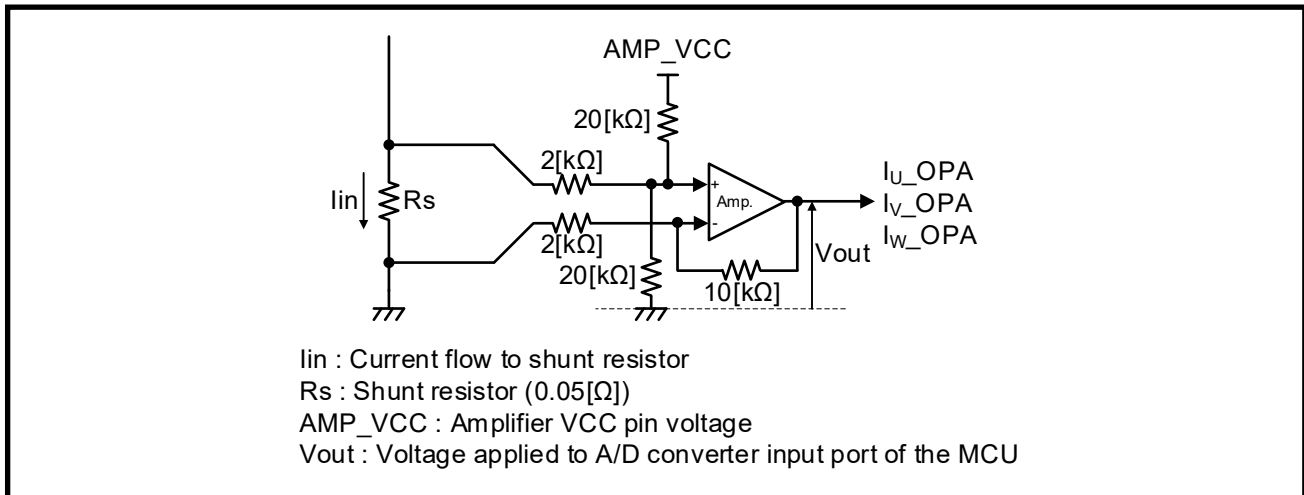 AMP_VCC
20[kΩ]
2[kΩ]
Iin
Rs
+
Amp.
-
IU_OPA
IV_OPA
IW_OPA
2[kΩ]
Vout
20[kΩ]
10[kΩ]
Iin : Current flow to shunt resistor
Rs : Shunt resistor (0.05[Ω])
AMP_VCC : Amplifier VCC pin voltage
Vout : Voltage applied to A/D converter input port of the MCU